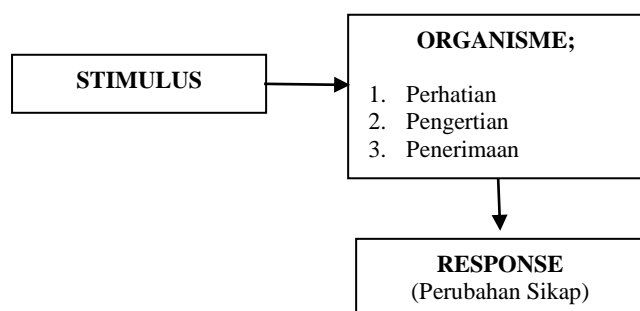 STIMULUS
ORGANISME;
1. Perhatian
2. Pengertian
3. Penerimaan
RESPONSE
(Perubahan Sikap)